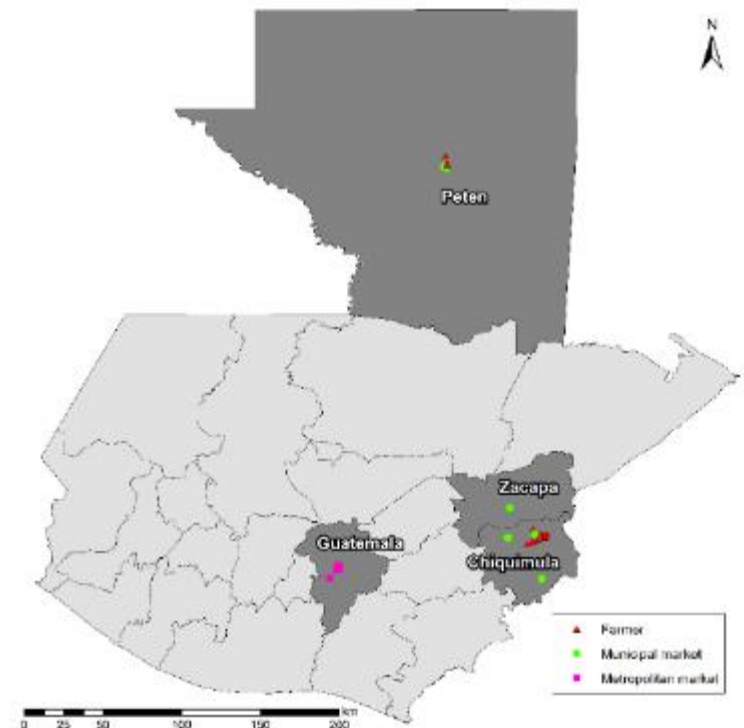 N
Peten
Zacapa
Guatemala
Chiquimula
Farmer
Municipal market
Metropolitan market
km
0 25 50 100 150 200